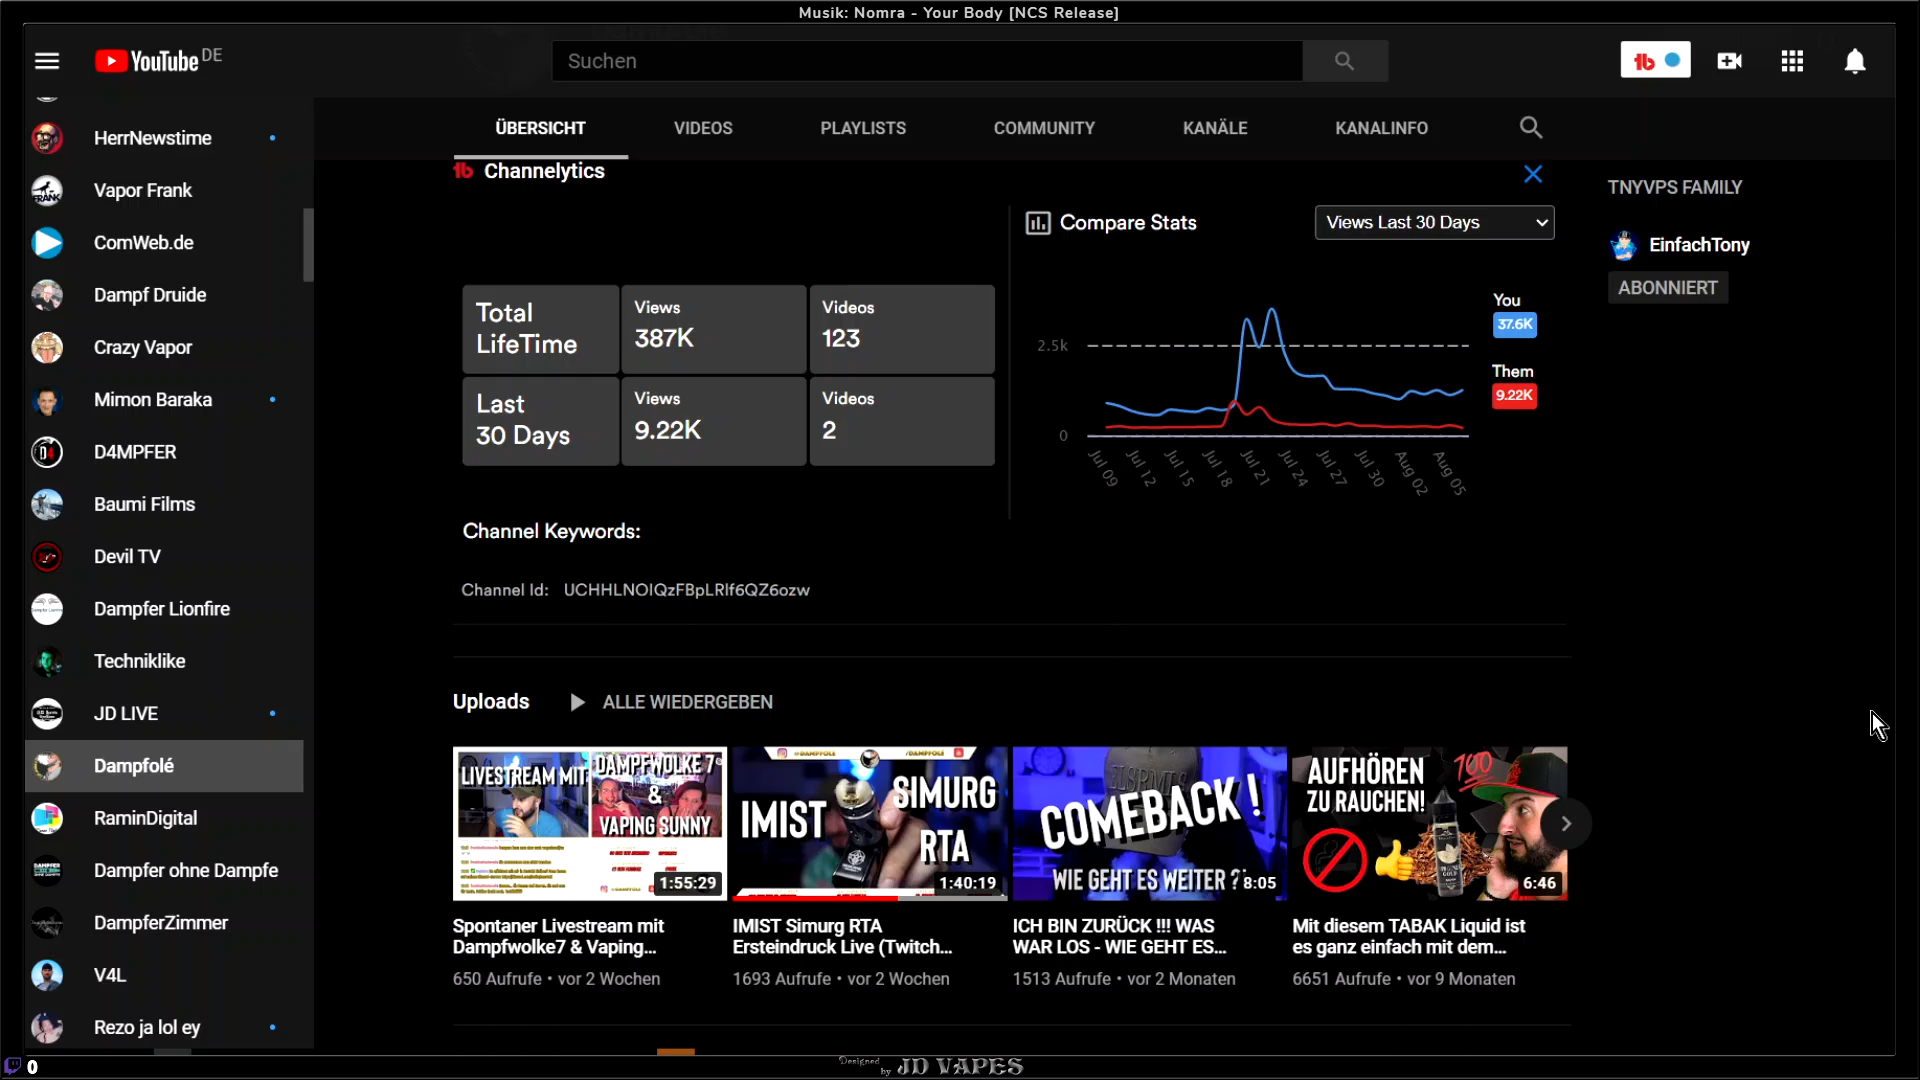 Musik: Nomra - Your Body [NCS Release]
YouTube DE
Suchen
HerrNewstime
Vapor Frank
ComWeb.de
Dampf Druide
Crazy Vapor
Mimon Baraka
D4MPFER
Baumi Films
Devil TV
Dampfer Lionfire
Techniklike
JD LIVE
Dampfolé
RaminDigital
Dampfer ohne Dampfe
DampferZimmer
V4L
Rezo ja lol ey
ÜBERSICHT
VIDEOS
PLAYLISTS
COMMUNITY
KANÄLE
KANALINFO
Channelytics
Total
LifeTime
Views
387K
Videos
123
Last
30 Days
Views
9.22K
Videos
2
Compare Stats
Views Last 30 Days
2.5k
0
Jul 09
Jul 12
Jul 15
Jul 18
Jul 21
Jul 24
Jul 27
Jul 30
Aug 02
Aug 05
You
37.6K
Them
9.22K
TNYVPS FAMILY
EinfachTony
ABONNIERT
Channel Keywords:
Channel Id: UCHHLNOIQzFBpLRlf6QZ6ozw
Uploads
ALLE WIEDERGEBEN
LIVESTREAM MIT
DAMPFWOLKE 7
&
VAPING SUNNY
1:55:29
Spontaner Livestream mit
Dampfwolke7 & Vaping...
650 Aufrufe • vor 2 Wochen
IMIST
SIMURG
RTA
1:40:19
IMIST Simurg RTA
Ersteindruck Live (Twitch...
1693 Aufrufe • vor 2 Wochen
COMEBACK !
WIE GEHT ES WEITER ?
8:05
ICH BIN ZURÜCK !!! WAS
WAR LOS - WIE GEHT ES...
1513 Aufrufe • vor 2 Monaten
AUFHÖREN
ZU RAUCHEN!
100
6:46
Mit diesem TABAK Liquid ist
es ganz einfach mit dem...
6651 Aufrufe • vor 9 Monaten
0
Designed
by JD VAPES